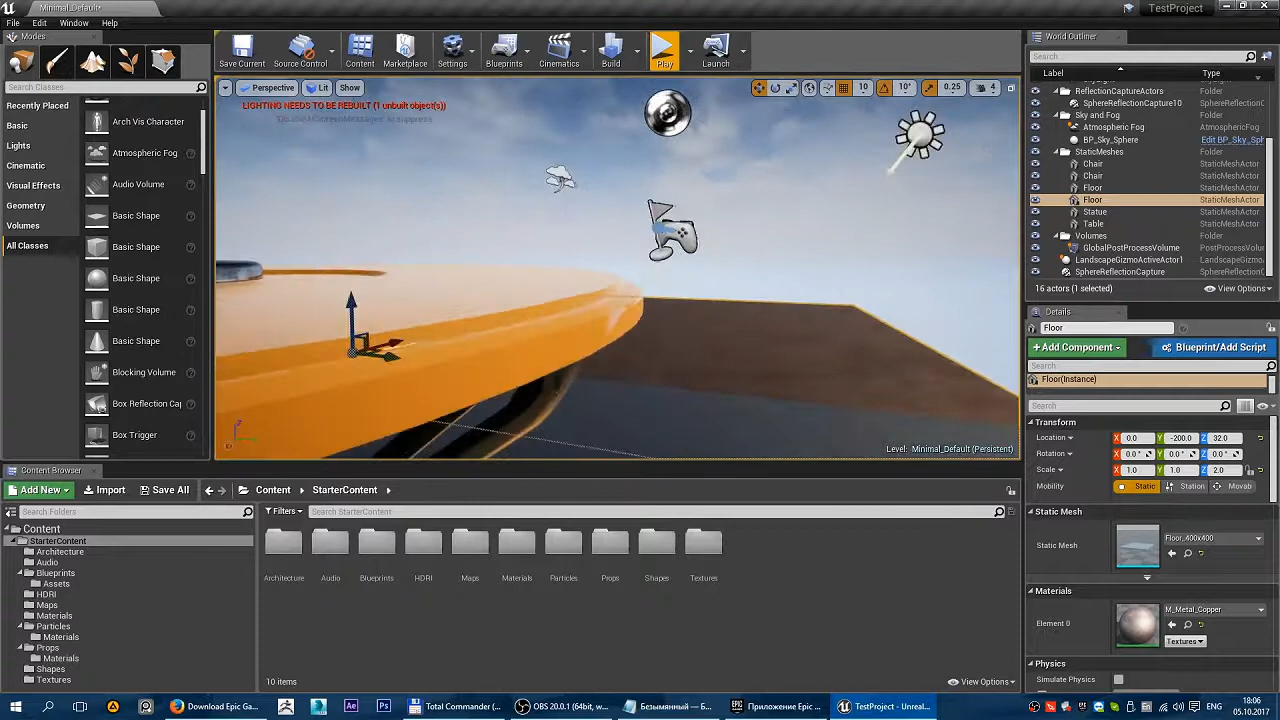 Minimal_Default*
TestProject
File Edit Window Help
Modes
World Outliner
Save Current
Source Control
Content
Marketplace
Settings
Blueprints
Cinematics
Build
Play
Launch
Search Classes
Recently Placed
Basic
Lights
Cinematic
Visual Effects
Geometry
Volumes
All Classes
Arch Vis Character
Atmospheric Fog
Audio Volume
Basic Shape
Basic Shape
Basic Shape
Basic Shape
Basic Shape
Blocking Volume
Box Reflection Cap
Box Trigger
Perspective
Lit
Show
10
10°
0.25
4
LIGHTING NEEDS TO BE REBUILT (1 unbuilt object(s))
'DisableAllScreenMessages' to suppress
Level: Minimal_Default (Persistent)
Search
Label
Type
ReflectionCaptureActors Folder
SphereReflectionCapture10 SphereReflectionC
Sky and Fog Folder
Atmospheric Fog AtmosphericFog
BP_Sky_Sphere Edit BP_Sky_Sph
StaticMeshes Folder
Chair StaticMeshActor
Chair StaticMeshActor
Floor StaticMeshActor
Floor StaticMeshActor
Statue StaticMeshActor
Table StaticMeshActor
Volumes Folder
GlobalPostProcessVolume PostProcessVolu
LandscapeGizmoActiveActor1 LandscapeGizmoA
SphereReflectionCapture SphereReflectionC
16 actors (1 selected)
View Options
Details
Floor
Add Component
Blueprint/Add Script
Search
Floor(Instance)
Search
Transform
Location X 0.0 Y -200.0 Z 32.0
Rotation X 0.0 ° Y 0.0 ° Z 0.0 °
Scale X 1.0 Y 1.0 Z 2.0
Mobility Static Station Movab
Static Mesh
Static Mesh
Floor_400x400
Materials
Element 0
M_Metal_Copper
Textures
Physics
Simulate Physics
Content Browser
Add New
Import
Save All
Content
StarterContent
Search Folders
Filters
Search StarterContent
Content
StarterContent
Architecture
Audio
Blueprints
Assets
HDRI
Maps
Materials
Particles
Materials
Props
Materials
Shapes
Textures
Architecture Audio Blueprints HDRI Maps Materials Particles Props Shapes Textures
10 items
View Options
Download Epic Ga...
Ae
Ps
Total Commander (...
OBS 20.0.1 (64bit, w...
Безымянный — Б...
Приложение Epic ...
TestProject - Unreal...
18:06
05.10.2017